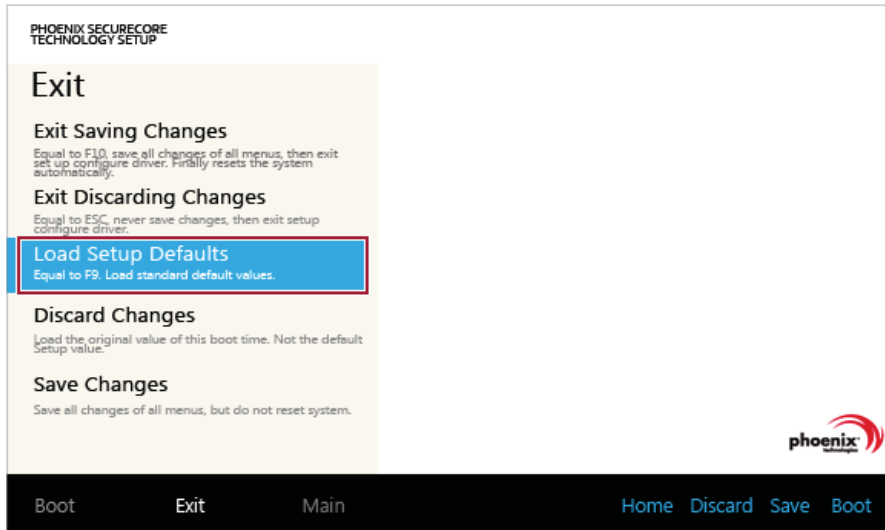 PHOENIX SECURECORE
TECHNOLOGY SETUP
Exit
Exit Saving Changes
Equal to F10, save all changes of all menus, then exit
set up configure driver. Finally resets the system
automatically.
Exit Discarding Changes
Equal to ESC, never save changes, then exit setup
configure driver.
Load Setup Defaults
Equal to F9. Load standard default values.
Discard Changes
Load the original value of this boot time. Not the default
Setup value.
Save Changes
Save all changes of all menus, but do not reset system.
phoenix
technologies
Boot Exit Main Home Discard Save Boot